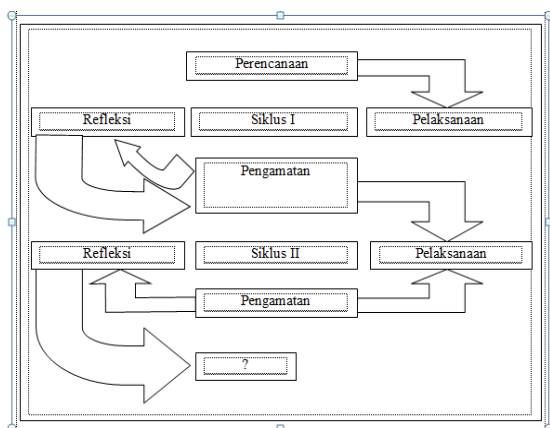 Perencanaan
Refleksi
Siklus I
Pelaksanaan
Pengamatan
Refleksi
Siklus II
Pelaksanaan
Pengamatan
?